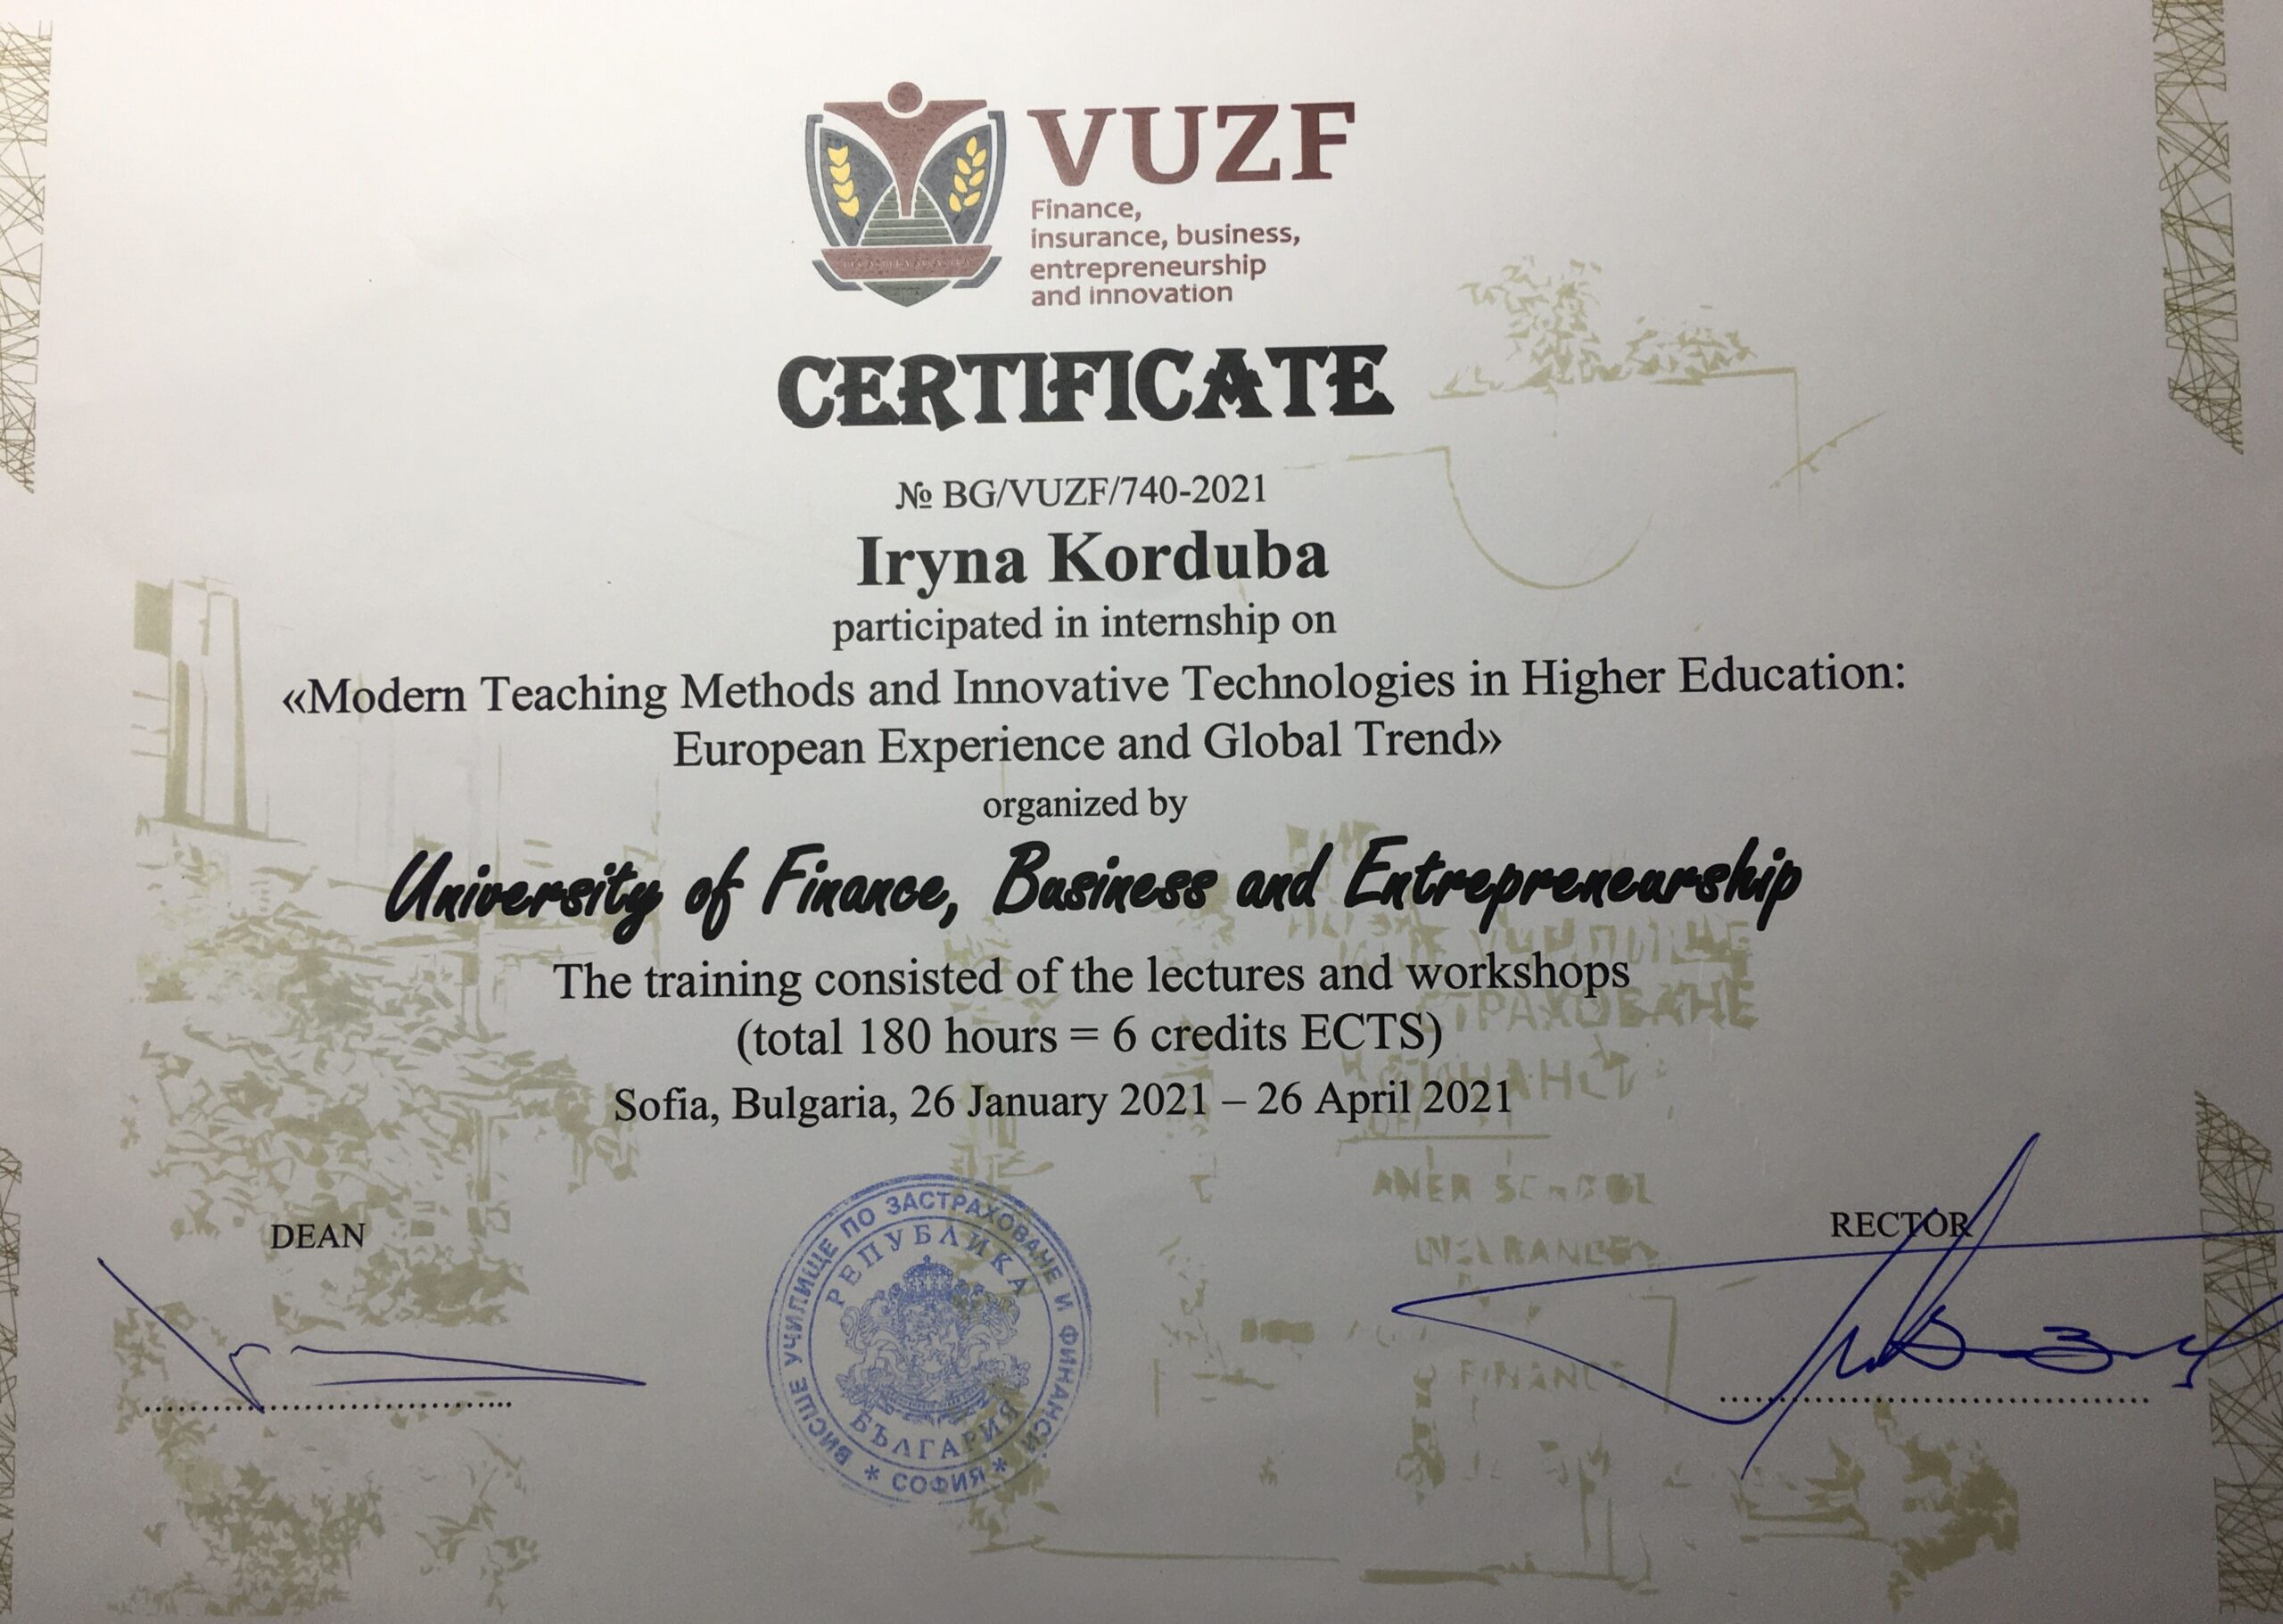 VUZF
Finance,
insurance, business,
entrepreneurship
and innovation
CERTIFICATE
№ BG/VUZF/740-2021
Iryna Korduba
participated in internship on
«Modern Teaching Methods and Innovative Technologies in Higher Education:
European Experience and Global Trend»
organized by
University of Finance, Business and Entrepreneurship
The training consisted of the lectures and workshops
(total 180 hours = 6 credits ECTS)
Sofia, Bulgaria, 26 January 2021 – 26 April 2021
DEAN
RECTOR
ВИСШЕ УЧИЛИЩЕ ПО ЗАСТРАХОВАНЕ И ФИНАНСИ
* СОФИЯ *
РЕПУБЛИКА
БЪЛГАРИЯ
УЧИЛИЩЕ
СТРАХОВАНЕ